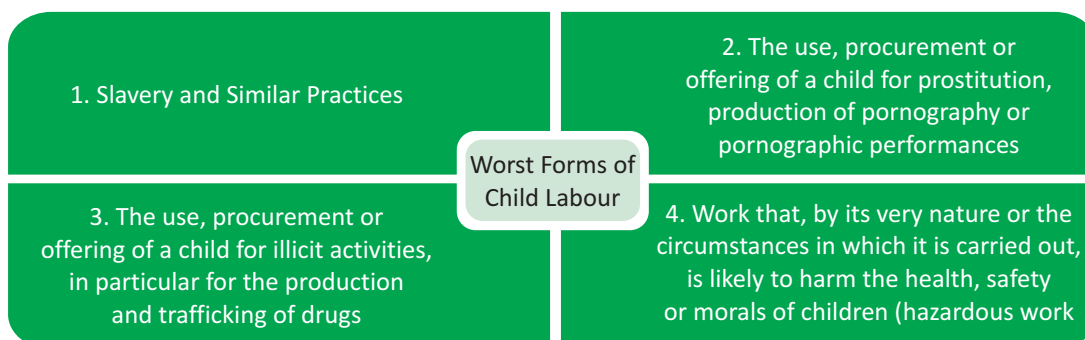 1. Slavery and Similar Practices
2. The use, procurement or
offering of a child for prostitution,
production of pornography or
pornographic performances
Worst Forms of
Child Labour
3. The use, procurement or
offering of a child for illicit activities,
in particular for the production
and trafficking of drugs
4. Work that, by its very nature or the
circumstances in which it is carried out,
is likely to harm the health, safety
or morals of children (hazardous work